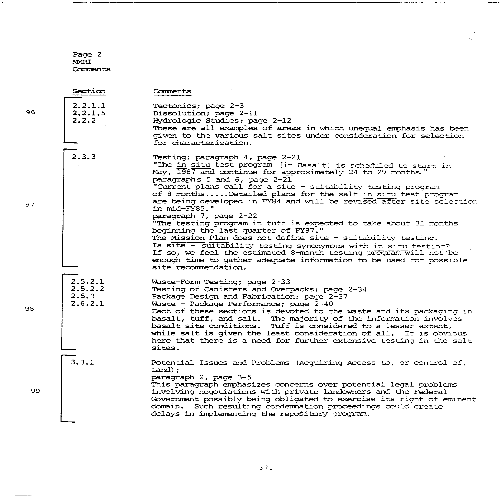 Page 2
Comments
Section Comments
96
2.2.1.1 Tectonics; page 2-3
2.2.1.5 Dissolution; page 2-11
2.2.2 Hydrologic Studies; page 2-12
These are all examples of areas in which unequal emphasis has been
given to the various salt sites under consideration for selection
for characterization.
97
2.3.3 Testing; paragraph 4, page 2-21
"The in situ test program (in Basalt) is scheduled to start in
May, 1987 and continue for approximately 24 to 29 months."
paragraphs 5 and 6, page 2-21
"Current plans call for a site - suitability testing program
of 8 months.....Detailed plans for the salt in situ test program
are being developed in FY84 and will be revised after site selection
in mid-FY85."
paragraph 7, page 2-22
"The testing program in tuff is expected to take about 31 months
beginning the last quarter of FY87."
The Mission Plan does not define site - suitability testing.
Is site - suitability testing synonymous with in situ testing?
If so, we feel the estimated 8-month testing program will not be
enough time to gather adequate information to be used for possible
site recommendation.
98
2.5.2.1 Waste-Form Testing; page 2-33
2.5.2.2 Testing of Canisters and Overpacks; page 2-34
2.5.3 Package Design and Fabrication; page 2-37
2.6.2.1 Waste - Package Performance; page 2-40
Each of these sections is devoted to the waste and its packaging in
basalt, tuff, and salt. The majority of the information involves
basalt site conditions. Tuff is considered to a lesser extent,
while salt is given the least consideration of all. It is obvious
here that there is a need for further extensive testing in the salt
sites.
99
3.1.1 Potential Issues and Problems (Acquiring Access to, or control of,
land);
paragraph 2, page 3-5
This paragraph emphasizes concerns over potential legal problems
involving negotiations with private landowners and the Federal
Government possibly being obligated to exercise its right of eminent
domain. Such resulting condemnation proceedings could create
delays in implementing the repository program.